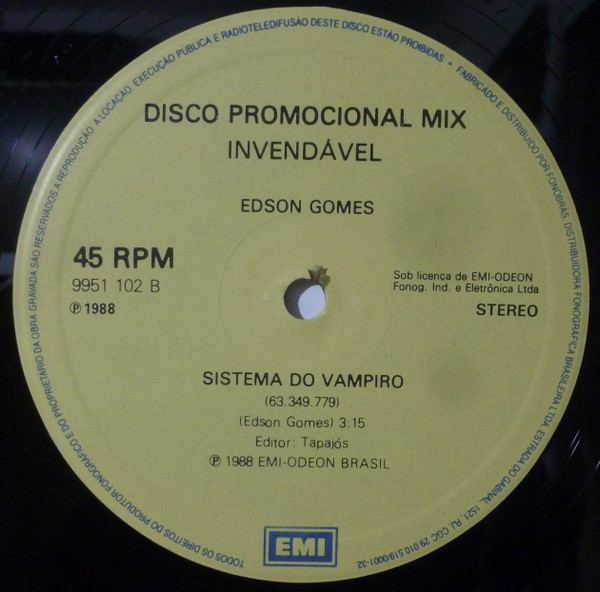 TODOS OS DIREITOS DO PRODUTOR FONOGRÁFICO E DO PROPRIETÁRIO DA OBRA GRAVADA SÃO RESERVADOS A REPRODUÇÃO. A LOCAÇÃO, EXECUÇÃO PÚBLICA E RADIOTELEDIFUSÃO DESTE DISCO ESTÃO PROIBIDAS • FABRICADO E DISTRIBUIDO POR FONOBRÁS, DISTRIBUIDORA FONOGRÁFICA BRASILEIRA LTDA ESTRADA DO GABINAL, 1521, RJ, CGC 29.010.519/0001-32
DISCO PROMOCIONAL MIX
INVENDÁVEL
EDSON GOMES
45 RPM
9951 102 B
℗ 1988
Sob licença de EMI-ODEON
Fonog. Ind. e Eletrônica Ltda
STEREO
SISTEMA DO VAMPIRO
(63.349.779)
(Edson Gomes) 3:15
Editor: Tapajós
℗ 1988 EMI-ODEON BRASIL
EMI